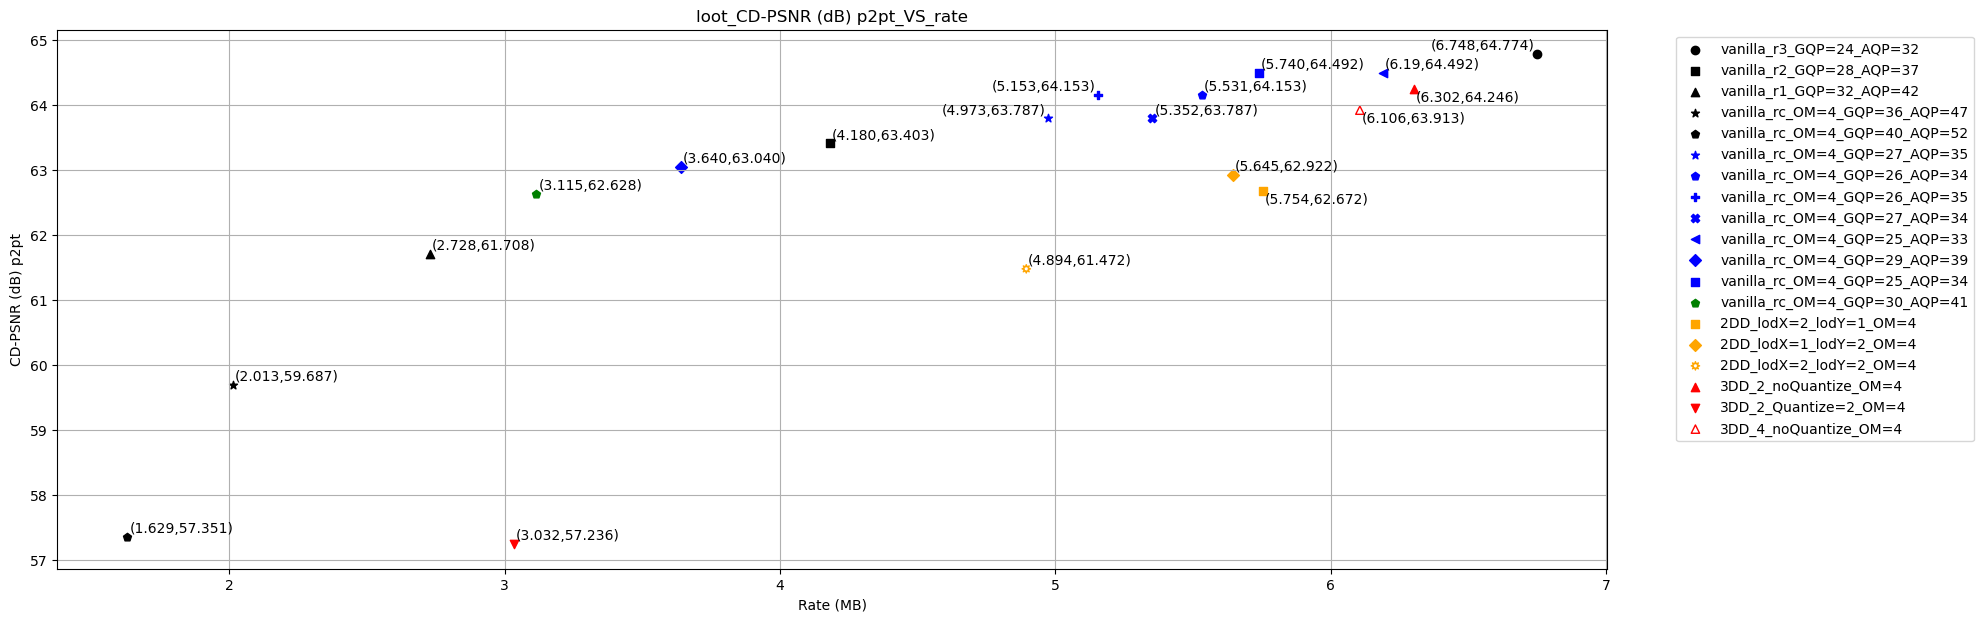 loot_CD-PSNR (dB) p2pt_VS_rate
65
64
63
62
61
60
59
58
57
CD-PSNR (dB) p2pt
(6.748,64.774)
(5.740,64.492)
(6.19,64.492)
(5.153,64.153)
(5.531,64.153)
(6.302,64.246)
(4.973,63.787)
(5.352,63.787)
(6.106,63.913)
(4.180,63.403)
(3.640,63.040)
(5.645,62.922)
(3.115,62.628)
(5.754,62.672)
(2.728,61.708)
(4.894,61.472)
(2.013,59.687)
(1.629,57.351)
(3.032,57.236)
2
3
4
5
6
7
Rate (MB)
vanilla_r3_GQP=24_AQP=32
vanilla_r2_GQP=28_AQP=37
vanilla_r1_GQP=32_AQP=42
vanilla_rc_OM=4_GQP=36_AQP=47
vanilla_rc_OM=4_GQP=40_AQP=52
vanilla_rc_OM=4_GQP=27_AQP=35
vanilla_rc_OM=4_GQP=26_AQP=34
vanilla_rc_OM=4_GQP=26_AQP=35
vanilla_rc_OM=4_GQP=27_AQP=34
vanilla_rc_OM=4_GQP=25_AQP=33
vanilla_rc_OM=4_GQP=29_AQP=39
vanilla_rc_OM=4_GQP=25_AQP=34
vanilla_rc_OM=4_GQP=30_AQP=41
2DD_lodX=2_lodY=1_OM=4
2DD_lodX=1_lodY=2_OM=4
2DD_lodX=2_lodY=2_OM=4
3DD_2_noQuantize_OM=4
3DD_2_Quantize=2_OM=4
3DD_4_noQuantize_OM=4